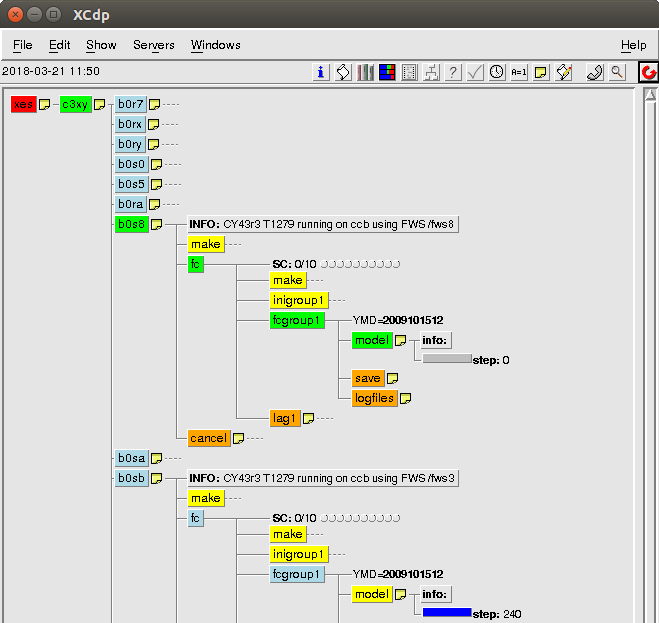 XCdp
File Edit Show Servers Windows Help
2018-03-21 11:50
i ? A=1
xes c3xy b0r7
b0rx
b0ry
b0s0
b0s5
b0ra
b0s8 INFO: CY43r3 T1279 running on ccb using FWS /fws8
make
fc SC: 0/10
make
inigroup1
fcgroup1 YMD=2009101512
model info:
step: 0
save
logfiles
lag1
cancel
b0sa
b0sb INFO: CY43r3 T1279 running on ccb using FWS /fws3
make
fc SC: 0/10
make
inigroup1
fcgroup1 YMD=2009101512
model info:
step: 240